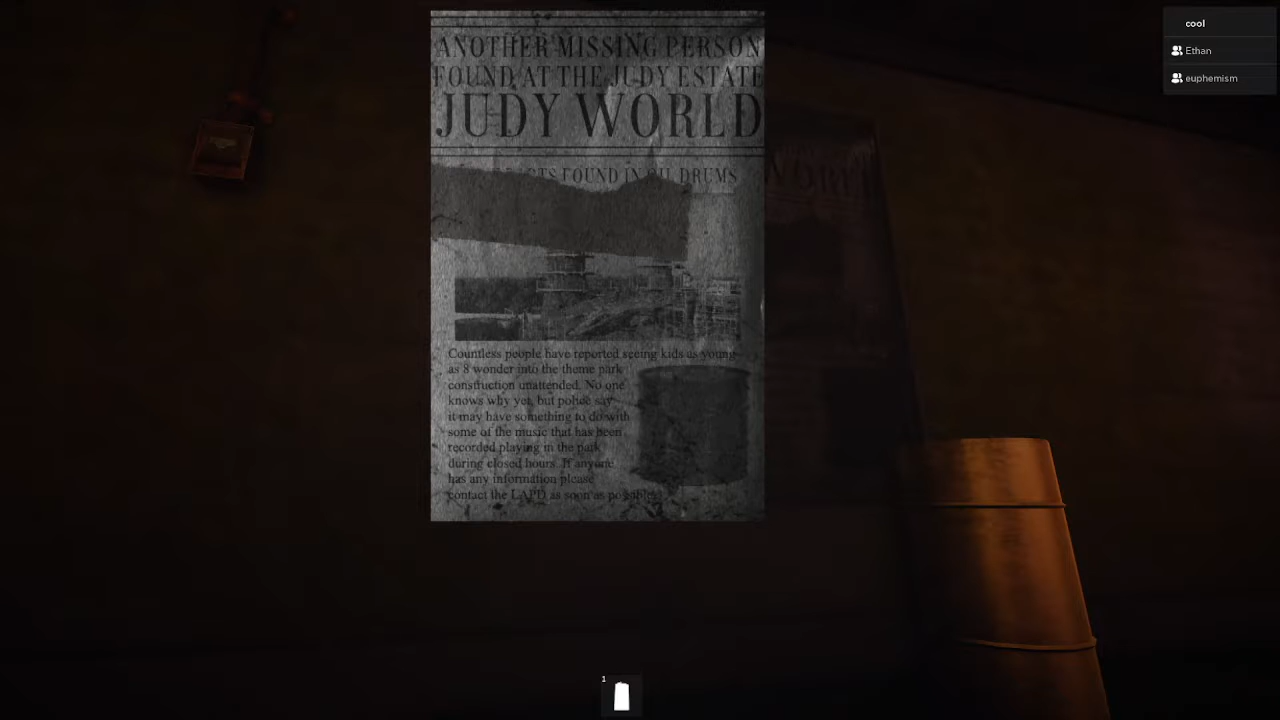 cool
Ethan
euphemism
ANOTHER MISSING PERSON
FOUND AT THE JUDY ESTATE
JUDY WORLD
FOUND IN OIL DRUMS
Countless people have reported seeing kids as young
as 8 wonder into the theme park
construction unattended. No one
knows why yet, but police say
it may have something to do with
some of the music that has been
recorded playing in the park
during closed hours. If anyone
has any information please
contact the LAPD as soon as possible
1